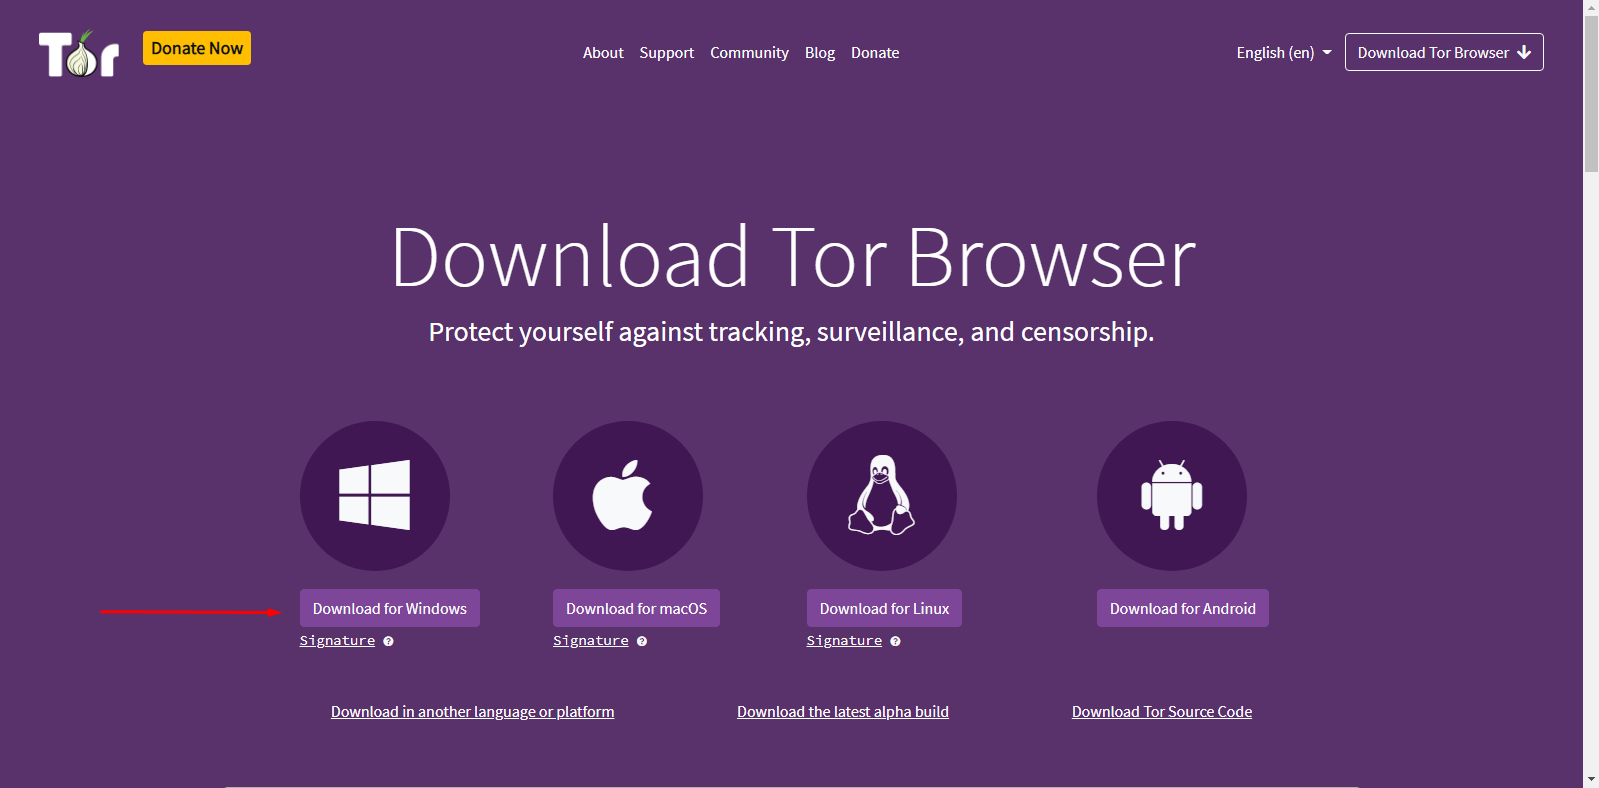 Tor
Donate Now
About Support Community Blog Donate
English (en)
Download Tor Browser
Download Tor Browser
Protect yourself against tracking, surveillance, and censorship.
Download for Windows
Signature ?
Download for macOS
Signature ?
Download for Linux
Signature ?
Download for Android
Download in another language or platform
Download the latest alpha build
Download Tor Source Code